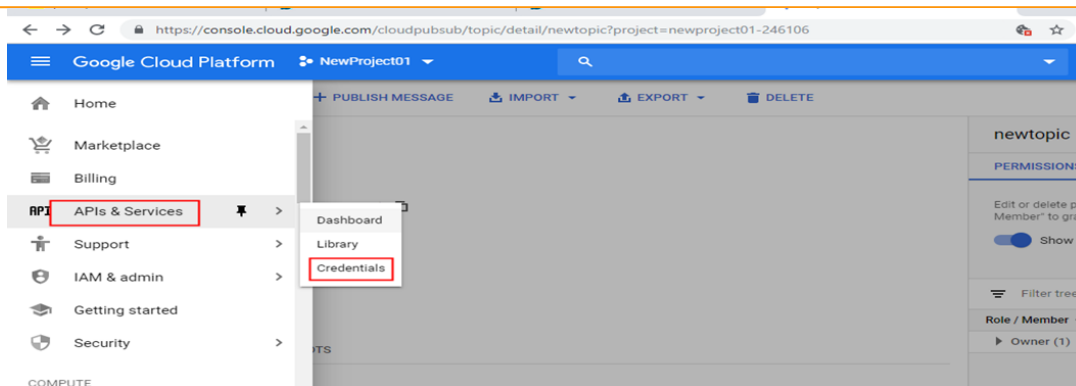 https://console.cloud.google.com/cloudpubsub/topic/detail/newtopic?project=newproject01-246106
Google Cloud Platform
NewProject01
Home
PUBLISH MESSAGE
IMPORT
EXPORT
DELETE
Marketplace
Billing
API APIs & Services
Support
IAM & admin
Getting started
Security
COMPUTE
Dashboard
Library
Credentials
newtopic
PERMISSIONS
Edit or delete p
Member" to gra
Show
Filter tree
Role / Member
Owner (1)